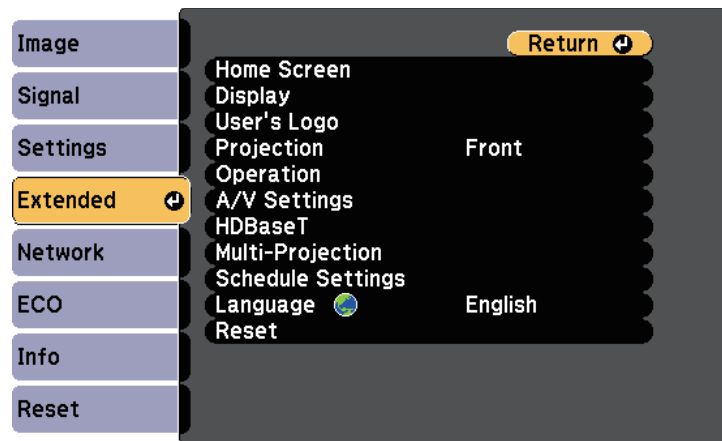 Image
Signal
Settings
Extended
Network
ECO
Info
Reset
Return
Home Screen
Display
User's Logo
Projection Front
Operation
A/V Settings
HDBaseT
Multi-Projection
Schedule Settings
Language English
Reset